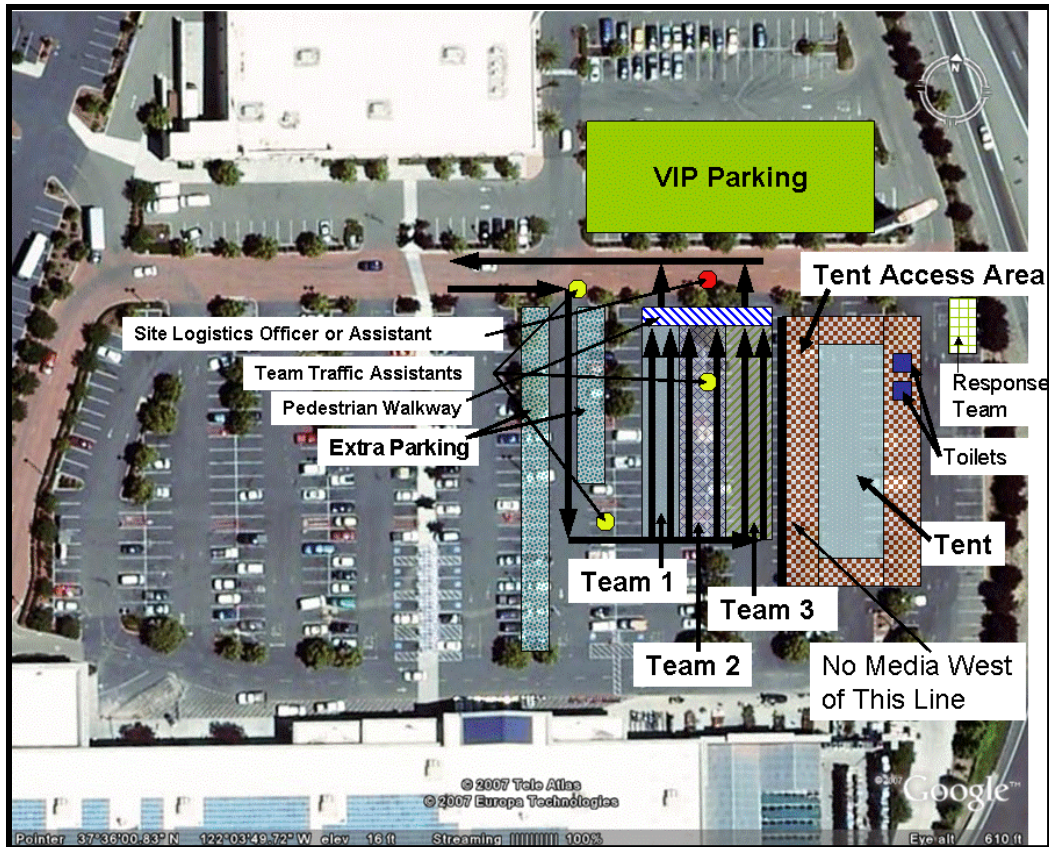 N
VIP Parking
Tent Access Area
Site Logistics Officer or Assistant
Team Traffic Assistants
Pedestrian Walkway
Extra Parking
Response
Team
Toilets
Tent
Team 1
Team 3
Team 2
No Media West
of This Line
© 2007 Tele Atlas
© 2007 Europa Technologies
© 2007 Google™
Pointer 37°36'00.83" N 122°03'49.72" W elev 16 ft Streaming |||||||||| 100% Eye alt 610 ft